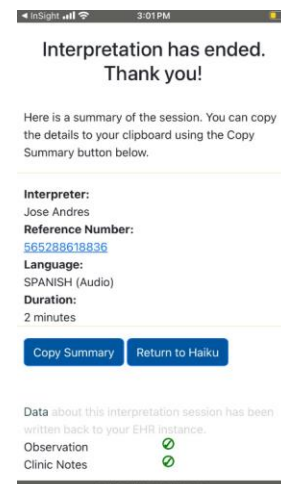 InSight
3:01 PM
Interpretation has ended.
Thank you!
Here is a summary of the session. You can copy
the details to your clipboard using the Copy
Summary button below.
Interpreter:
Jose Andres
Reference Number:
565288618836
Language:
SPANISH (Audio)
Duration:
2 minutes
Copy Summary Return to Haiku
Data about this interpretation session has been
written back to your EHR instance.
Observation
Clinic Notes